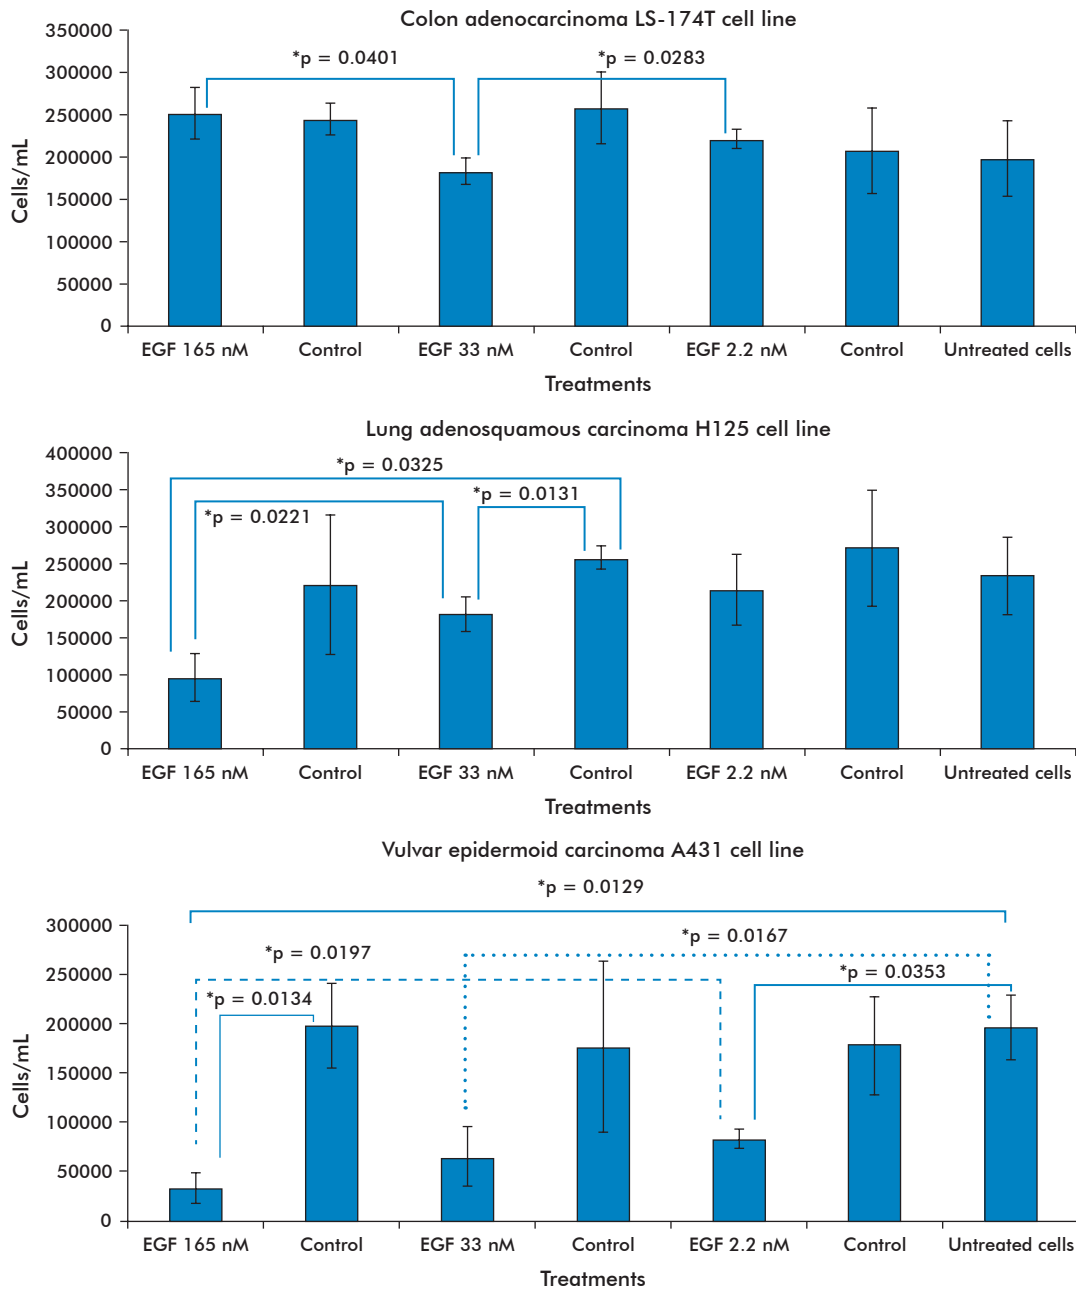 Colon adenocarcinoma LS-174T cell line
350000
300000
250000
200000
150000
100000
50000
0
Cells/mL
*p = 0.0401
*p = 0.0283
EGF 165 nM Control EGF 33 nM Control EGF 2.2 nM Control Untreated cells
Treatments
Lung adenosquamous carcinoma H125 cell line
400000
350000
300000
250000
200000
150000
100000
50000
0
Cells/mL
*p = 0.0325
*p = 0.0131
*p = 0.0221
EGF 165 nM Control EGF 33 nM Control EGF 2.2 nM Control Untreated cells
Treatments
Vulvar epidermoid carcinoma A431 cell line
*p = 0.0129
300000
250000
200000
150000
100000
50000
0
Cells/mL
*p = 0.0167
*p = 0.0197
*p = 0.0353
*p = 0.0134
EGF 165 nM Control EGF 33 nM Control EGF 2.2 nM Control Untreated cells
Treatments